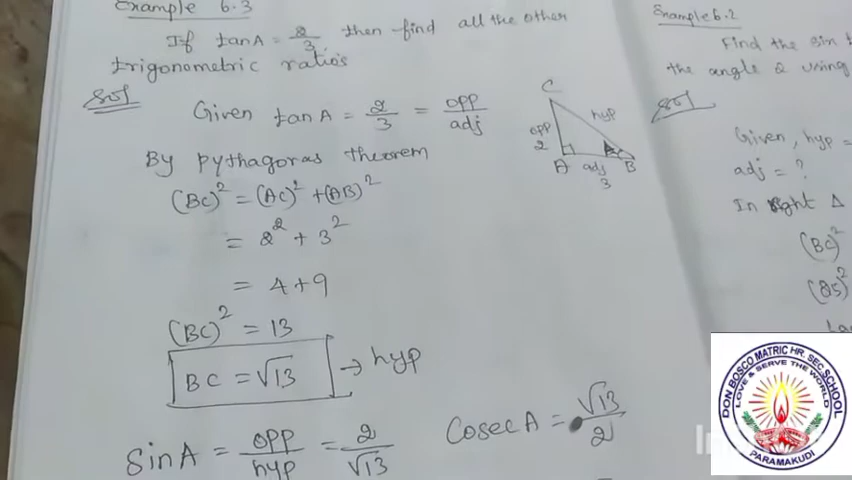 Example 6.3
If tanA = 2/3, then find all the other
trigonometric ratios
Sol
Given tan A = 2/3 = opp/adj
By pythagoras theorem
(BC)² = (AC)² + (AB)²
= 2² + 3²
= 4+9
(BC)² = 13
BC = √13 → hyp
SinA = opp/hyp = 2/√13
CosecA = √13/2
C
hyp
opp
2
A
A
adj
B
3
Example 6.2
Find the sin
the angle 2 using
Sol
Given, hyp =
adj = ?
In right Δ
(BC)²
(85)²
DON BOSCO MATRIC HR. SEC SCHOOL
LOVE & SERVE THE WORLD
PARAMAKUDI